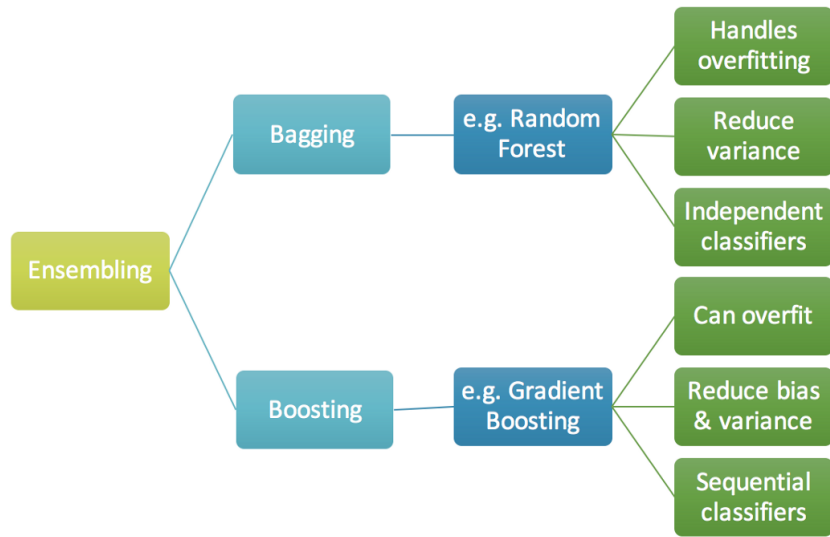 Ensembling
Bagging
e.g. Random
Forest
Handles
overfitting
Reduce
variance
Independent
classifiers
Boosting
e.g. Gradient
Boosting
Can overfit
Reduce bias
& variance
Sequential
classifiers